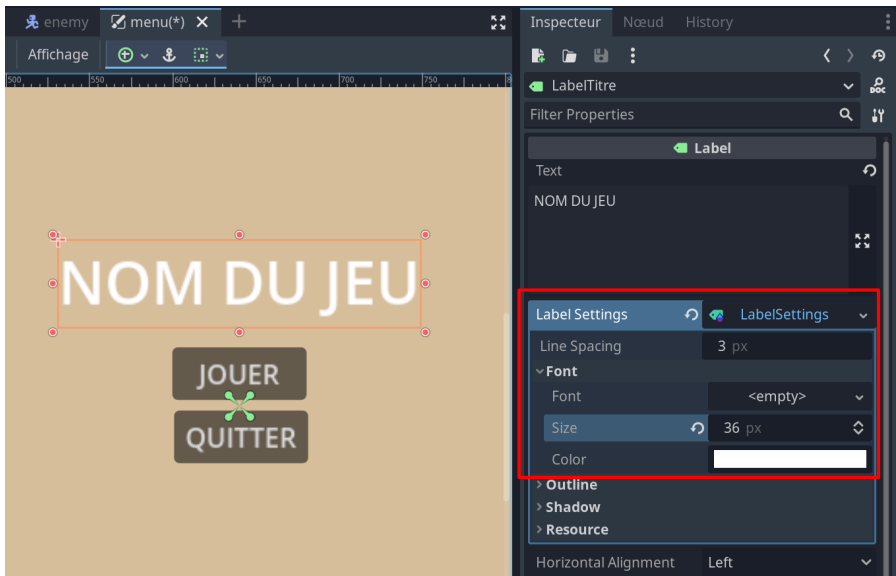 enemy menu(*)
Affichage
500 550 600 650 700 750
NOM DU JEU
JOUER
QUITTER
Inspecteur Nœud History
LabelTitre
DOC
Filter Properties
Label
Text
NOM DU JEU
Label Settings LabelSettings
Line Spacing 3 px
Font
Font <empty>
Size 36 px
Color
Outline
Shadow
Resource
Horizontal Alignment Left